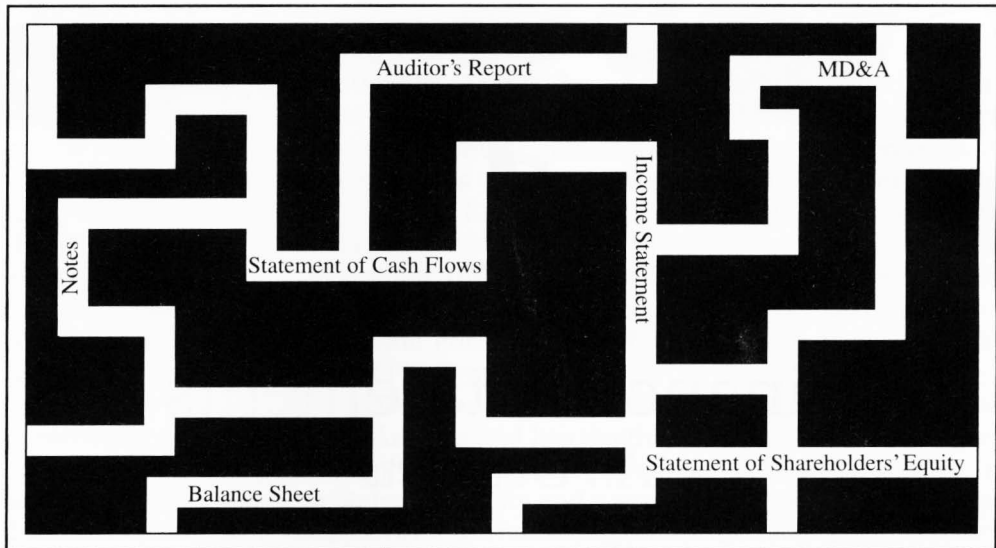 Auditor's Report
MD&A
Income Statement
Notes
Statement of Cash Flows
Statement of Shareholders' Equity
Balance Sheet